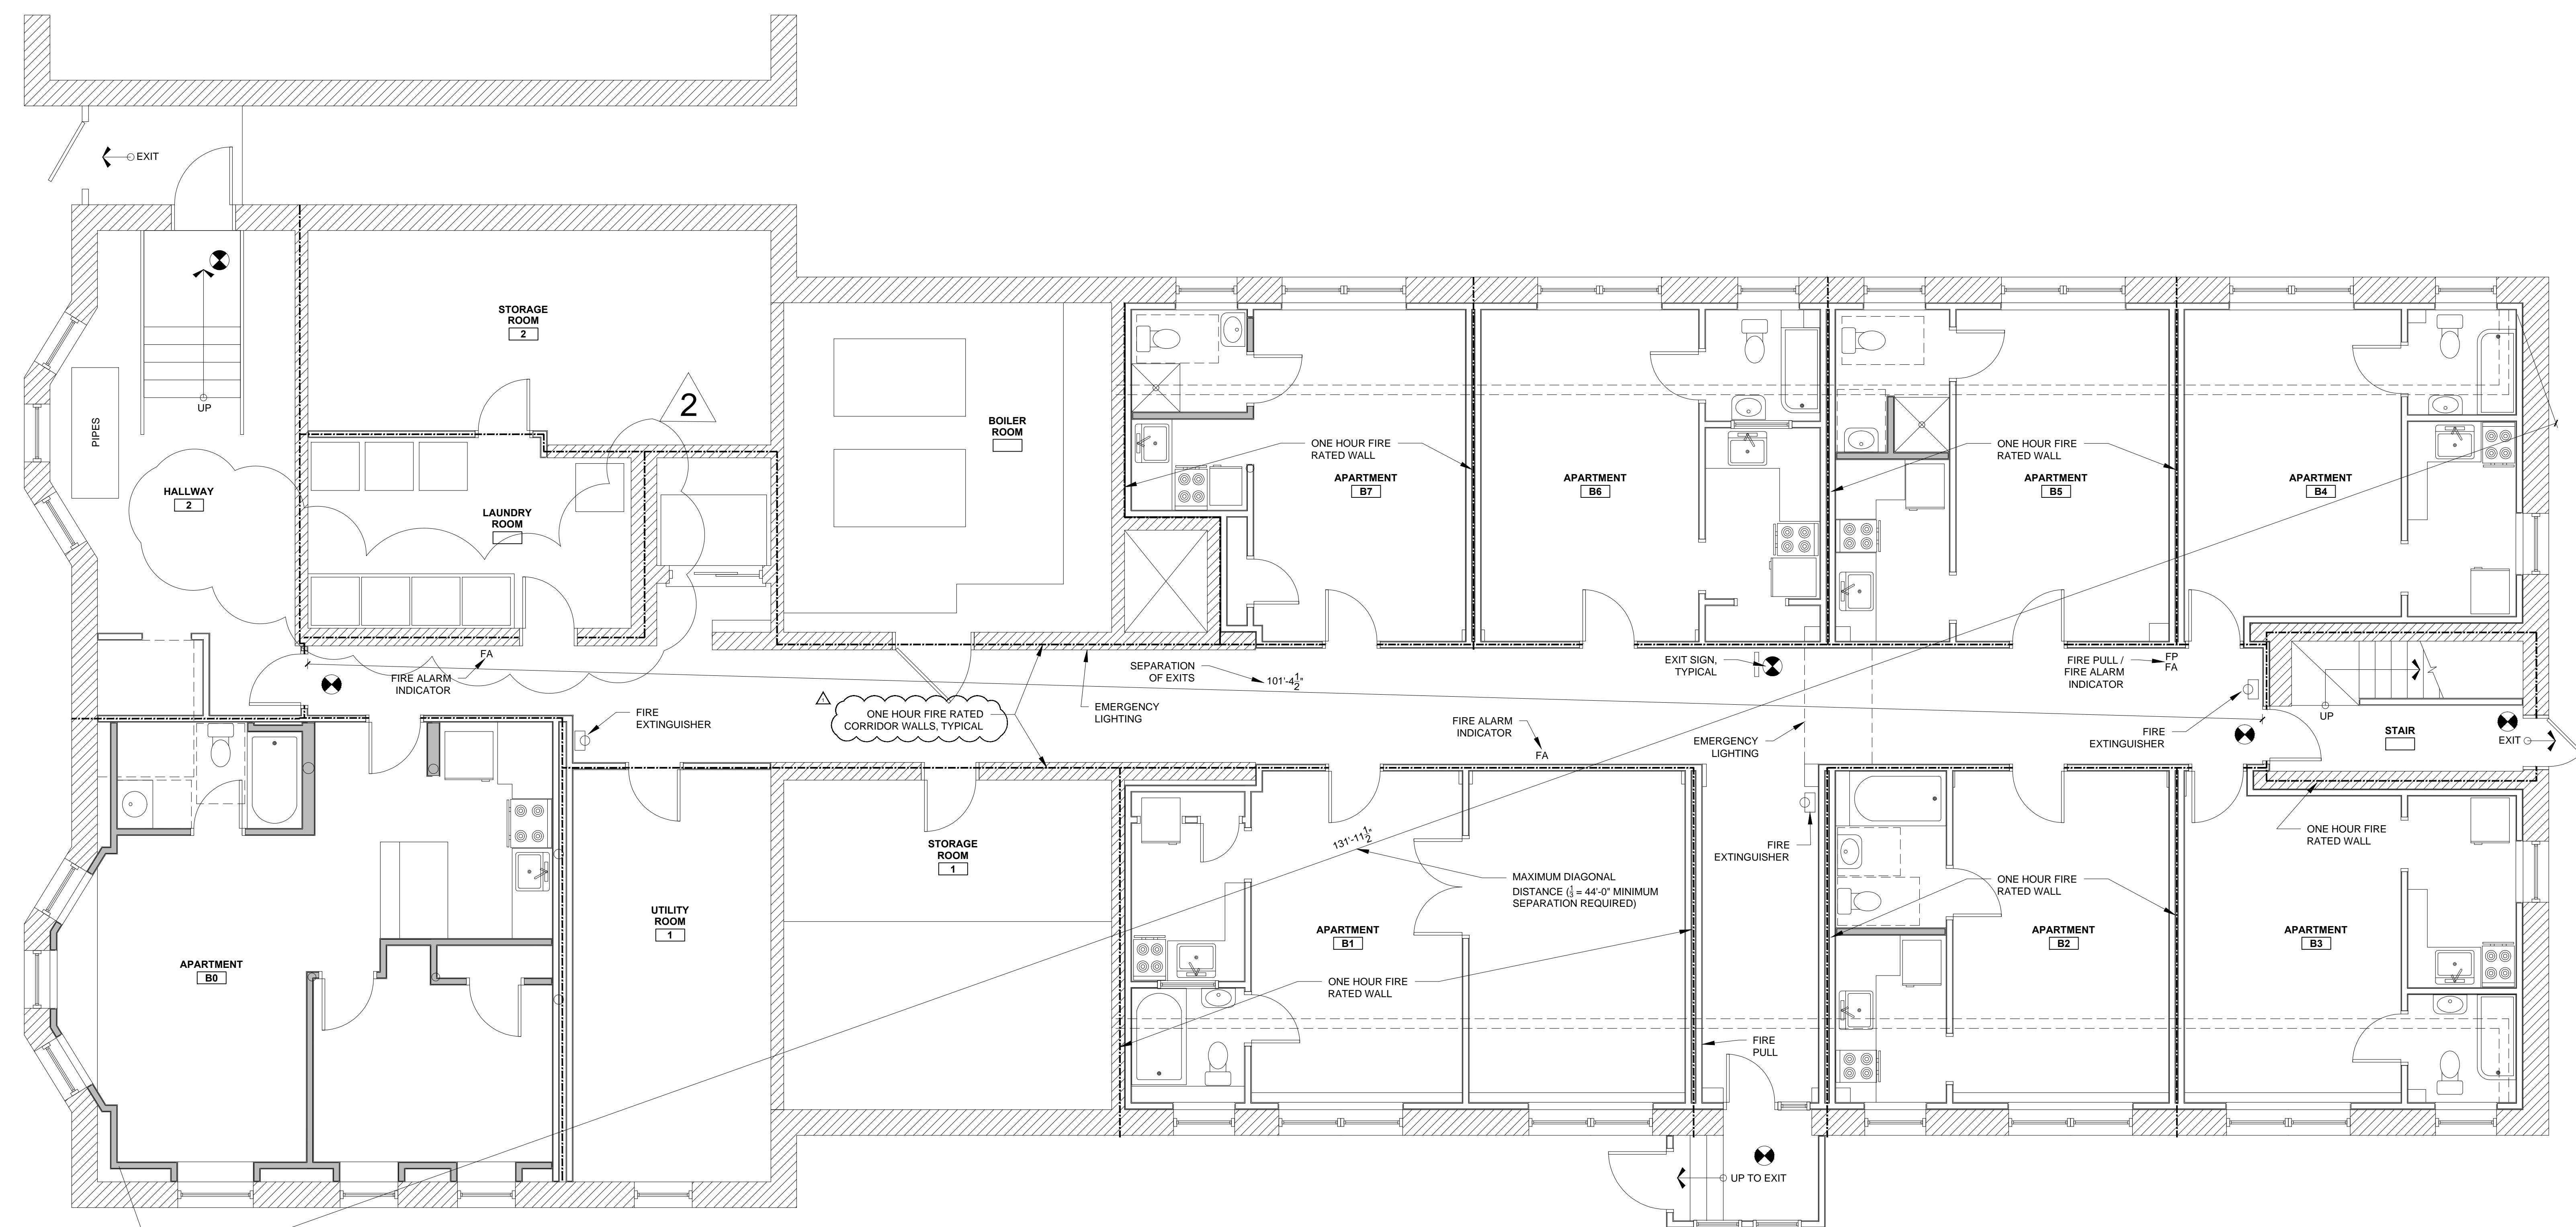 EXIT
UP
PIPES
HALLWAY
2
STORAGE
ROOM
2
2
LAUNDRY
ROOM
BOILER
ROOM
ONE HOUR FIRE
RATED WALL
APARTMENT
B7
APARTMENT
B6
ONE HOUR FIRE
RATED WALL
APARTMENT
B5
APARTMENT
B4
FA
FIRE ALARM
INDICATOR
SEPARATION
OF EXITS
101'-4 1/2"
EXIT SIGN,
TYPICAL
FIRE PULL /
FIRE ALARM
INDICATOR
FP
FA
FIRE
EXTINGUISHER
ONE HOUR FIRE RATED
CORRIDOR WALLS, TYPICAL
EMERGENCY
LIGHTING
FIRE ALARM
INDICATOR
FA
EMERGENCY
LIGHTING
FIRE
EXTINGUISHER
UP
STAIR
EXIT
STORAGE
ROOM
1
131'-11 1/2"
MAXIMUM DIAGONAL
DISTANCE (1/3 = 44'-0" MINIMUM
SEPARATION REQUIRED)
FIRE
EXTINGUISHER
ONE HOUR FIRE
RATED WALL
ONE HOUR FIRE
RATED WALL
UTILITY
ROOM
1
APARTMENT
B0
APARTMENT
B1
APARTMENT
B2
APARTMENT
B3
ONE HOUR FIRE
RATED WALL
FIRE
PULL
UP TO EXIT